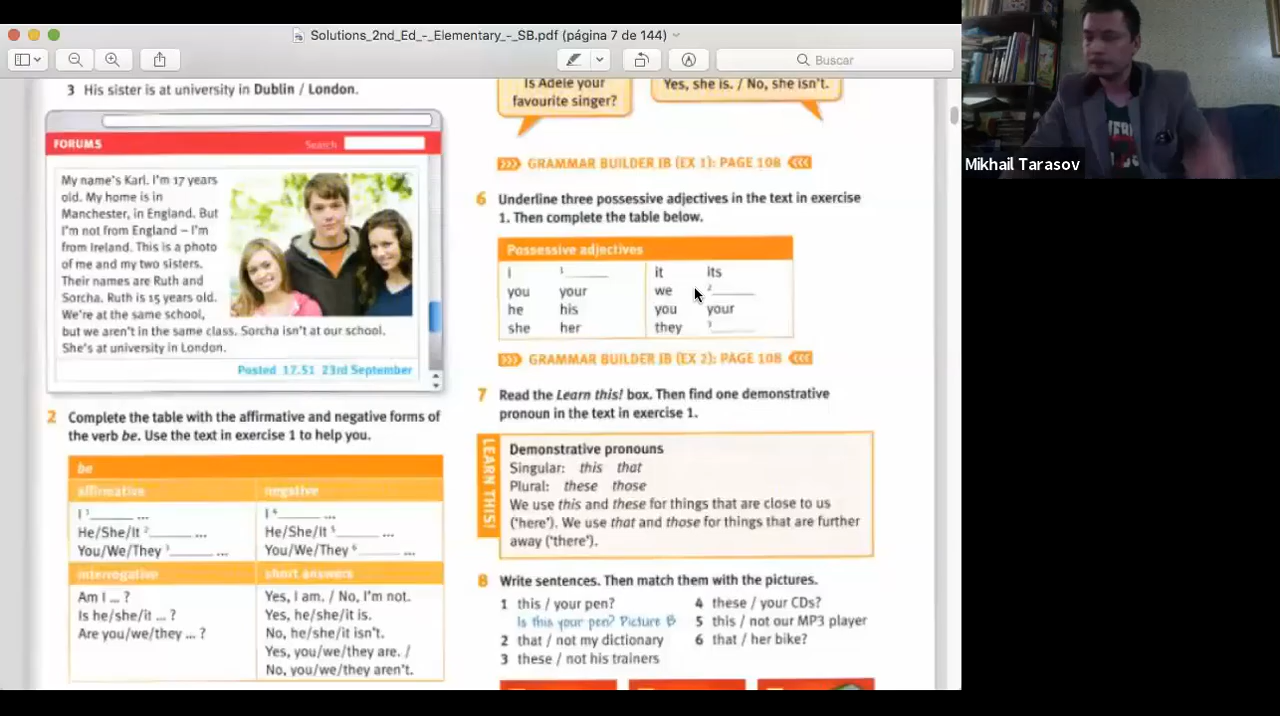 Solutions_2nd_Ed_-_Elementary_-_SB.pdf (página 7 de 144)
Buscar
Mikhail Tarasov
3 His sister is at university in Dublin / London.
FORUMS
Search
My name's Karl. I'm 17 years
old. My home is in
Manchester, in England. But
I'm not from England – I'm
from Ireland. This is a photo
of me and my two sisters.
Their names are Ruth and
Sorcha. Ruth is 15 years old.
We're at the same school,
but we aren't in the same class. Sorcha isn't at our school.
She's at university in London.
Posted 17.51 23rd September
2 Complete the table with the affirmative and negative forms of
the verb be. Use the text in exercise 1 to help you.
be
affirmative negative
I 1______ ... I 4______ ...
He/She/It 2______ ... He/She/It 5______ ...
You/We/They 3______ ... You/We/They 6______ ...
interrogative short answers
Am I ... ? Yes, I am. / No, I'm not.
Is he/she/it ... ? Yes, he/she/it is.
Are you/we/they ... ? No, he/she/it isn't.
Yes, you/we/they are. /
No, you/we/they aren't.
Is Adele your
favourite singer?
Yes, she is. / No, she isn't.
GRAMMAR BUILDER 1B (EX 1): PAGE 108
6 Underline three possessive adjectives in the text in exercise
1. Then complete the table below.
Possessive adjectives
I 1______ it its
you your we 2______
he his you your
she her they 3______
GRAMMAR BUILDER 1B (EX 2): PAGE 108
7 Read the Learn this! box. Then find one demonstrative
pronoun in the text in exercise 1.
LEARN THIS!
Demonstrative pronouns
Singular: this that
Plural: these those
We use this and these for things that are close to us
('here'). We use that and those for things that are further
away ('there').
8 Write sentences. Then match them with the pictures.
1 this / your pen?
Is this your pen? Picture B
2 that / not my dictionary
3 these / not his trainers
4 these / your CDs?
5 this / not our MP3 player
6 that / her bike?